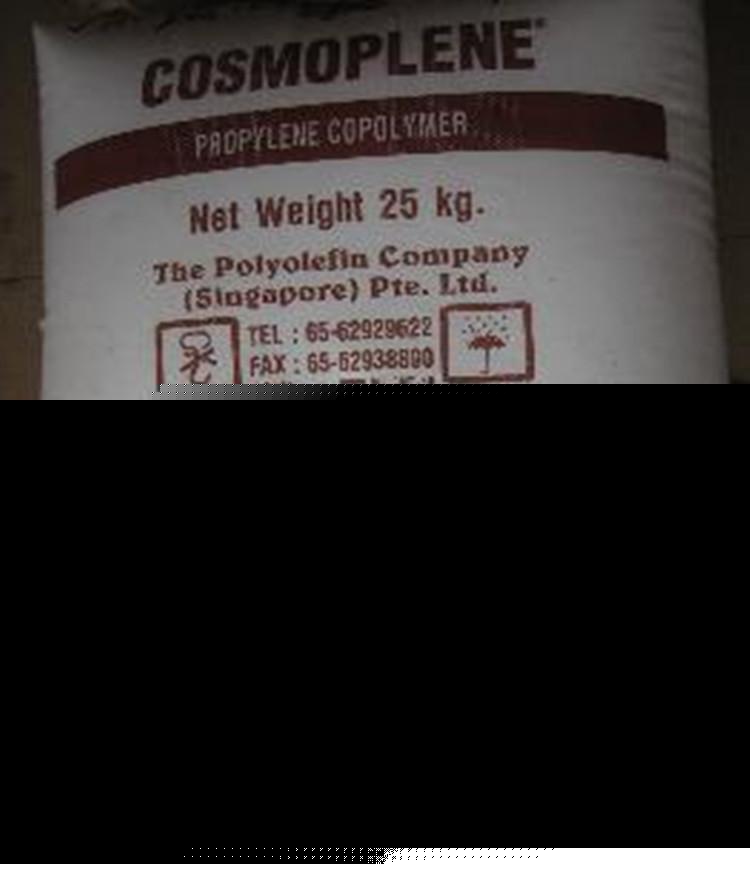 COSMOPLENE®
PROPYLENE COPOLYMER
Net Weight 25 kg.
The Polyolefin Company
(Singapore) Pte. Ltd.
TEL : 65-62929622
FAX : 65-62938890